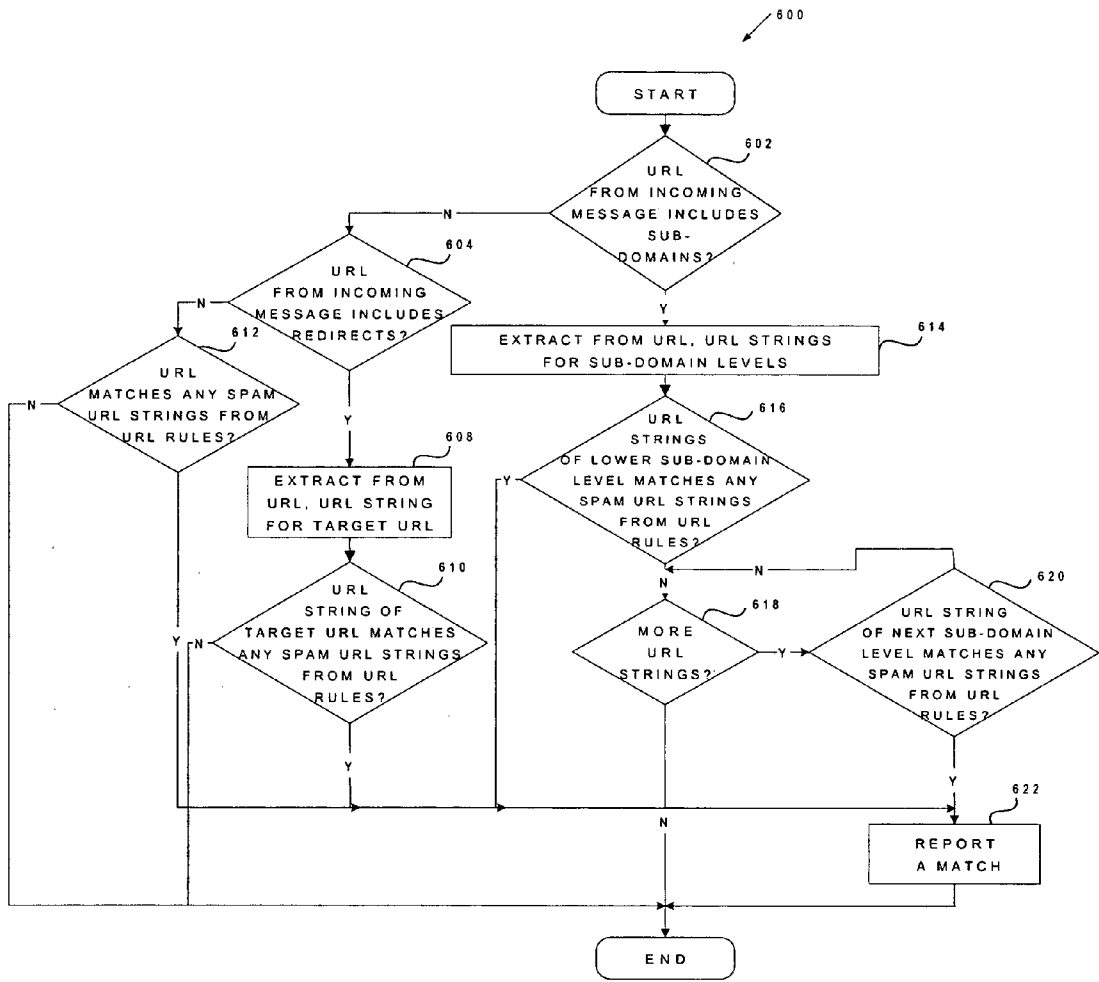 600
START
602
URL
FROM INCOMING
MESSAGE INCLUDES
SUB-
DOMAINS?
N
604
URL
FROM INCOMING
MESSAGE INCLUDES
REDIRECTS?
N
Y
612
URL
MATCHES ANY SPAM
URL STRINGS FROM
URL RULES?
N
614
EXTRACT FROM URL, URL STRINGS
FOR SUB-DOMAIN LEVELS
Y
616
URL
STRINGS
OF LOWER SUB-DOMAIN
LEVEL MATCHES ANY
SPAM URL STRINGS
FROM URL
RULES?
Y
608
EXTRACT FROM
URL, URL STRING
FOR TARGET URL
610
URL
STRING OF
TARGET URL MATCHES
ANY SPAM URL STRINGS
FROM URL
RULES?
N
Y
N
N
618
MORE
URL
STRINGS?
Y
620
URL STRING
OF NEXT SUB-DOMAIN
LEVEL MATCHES ANY
SPAM URL STRINGS
FROM URL
RULES?
Y
Y
N
622
REPORT
A MATCH
END